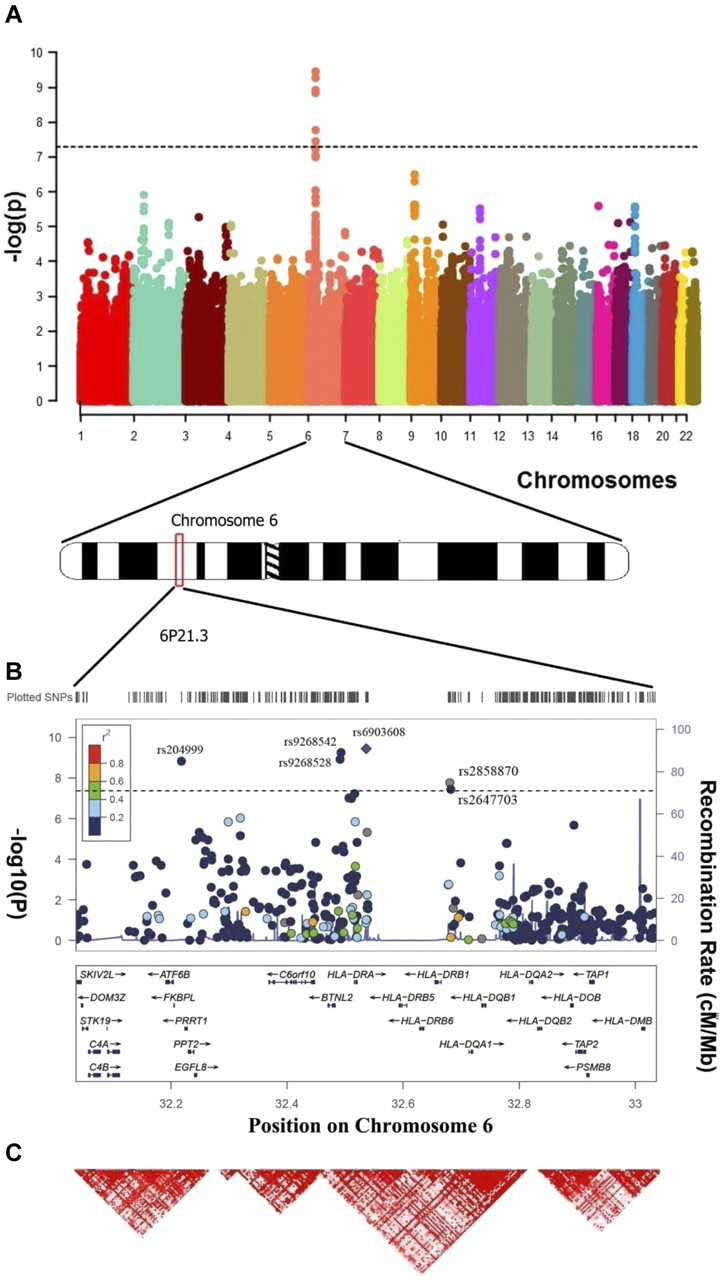 A
10
9
8
7
6
5
4
3
2
1
0
-log(p)
1 2 3 4 5 6 7 8 9 10 11 12 13 14 16 18 20 22
Chromosomes
Chromosome 6
6P21.3
B
Plotted SNPs
r²
0.8
0.6
0.4
0.2
rs204999
rs9268542
rs9268528
rs6903608
rs2858870
rs2647703
10
8
6
4
2
0
-log10(P)
100
80
60
40
20
0
Recombination Rate (cM/Mb)
SKIV2L→ ←ATF6B ←C6orf10 HLA−DRA→ ←HLA−DRB1 HLA−DQA2→ ←TAP1
←DOM3Z ←FKBPL ←BTNL2 ←HLA−DRB5 ←HLA−DQB1 ←HLA−DOB
STK19→ ←PRRT1 ←HLA−DRB6 ←HLA−DQB2 ←HLA−DMB
C4A→ PPT2→ HLA−DQA1→ ←TAP2
C4B→ EGFL8→ ←PSMB8
32.2 32.4 32.6 32.8 33
Position on Chromosome 6
C